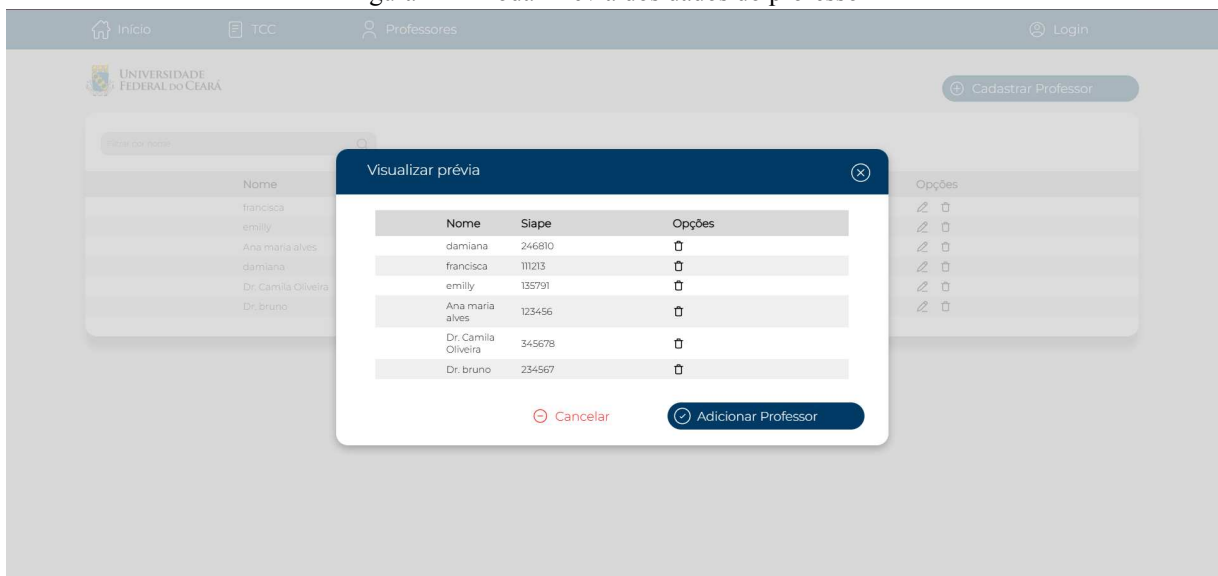 Início TCC Professores Login
UNIVERSIDADE
FEDERAL DO CEARÁ
Cadastrar Professor
Visualizar prévia
Nome Opções
francisca
emilly
Ana maria alves
damiana
Dr. Camila Oliveira
Dr. bruno
Nome Siape Opções
damiana 246810
francisca 111213
emilly 135791
Ana maria
alves 123456
Dr. Camila
Oliveira 345678
Dr. bruno 234567
Cancelar Adicionar Professor